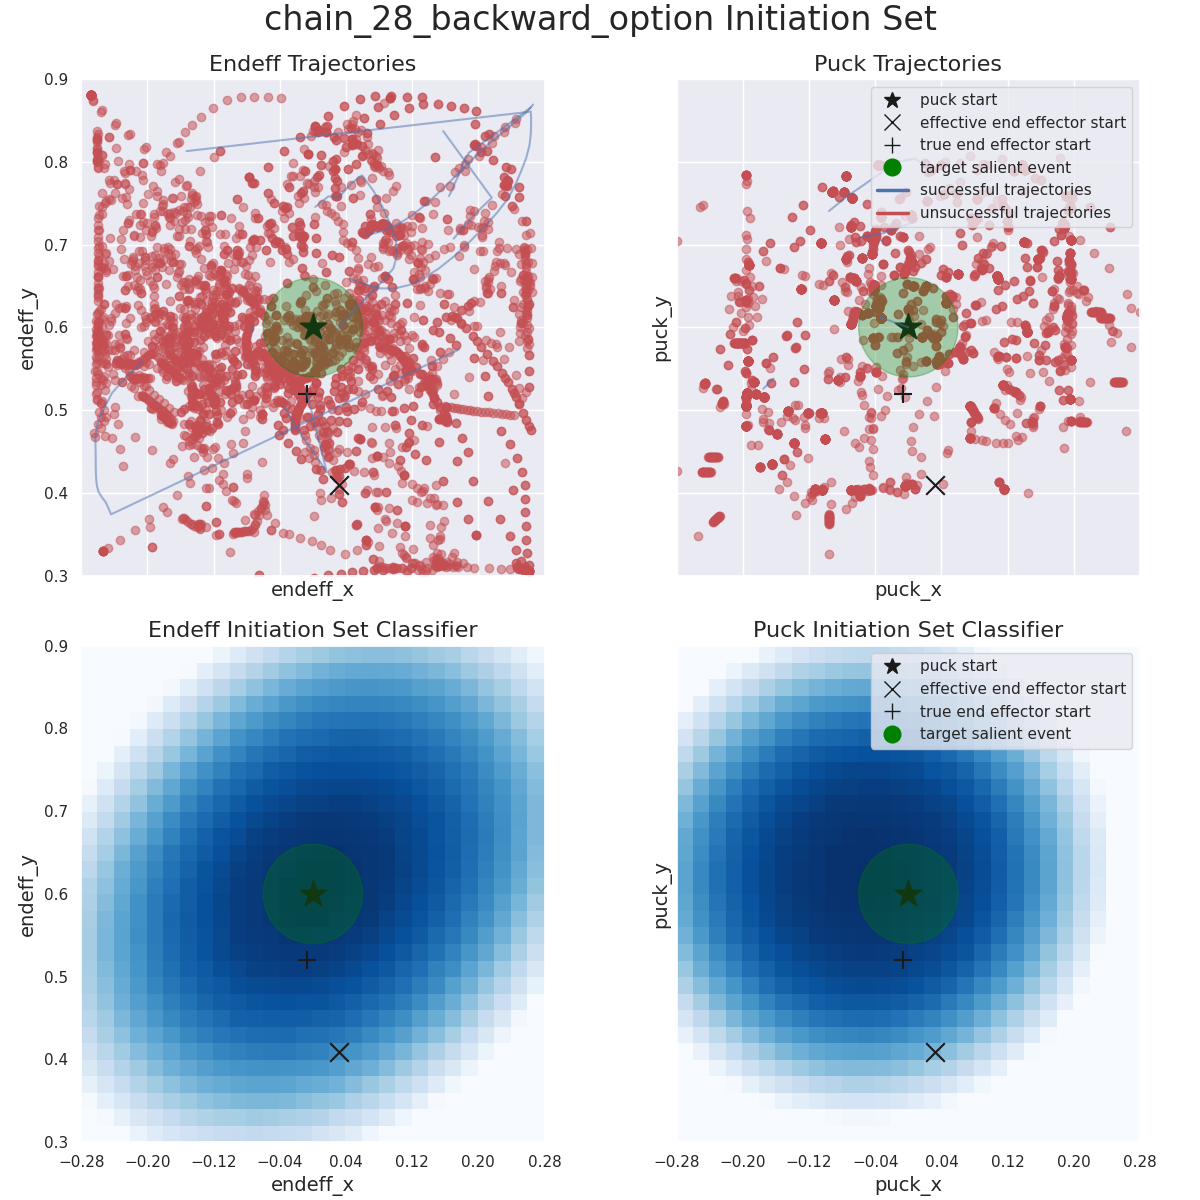 chain_28_backward_option Initiation Set
Endeff Trajectories
0.9
0.8
0.7
0.6
0.5
0.4
0.3
endeff_y
endeff_x
Puck Trajectories
puck start
effective end effector start
true end effector start
target salient event
successful trajectories
unsuccessful trajectories
puck_y
puck_x
Endeff Initiation Set Classifier
0.9
0.8
0.7
0.6
0.5
0.4
0.3
endeff_y
−0.28 −0.20 −0.12 −0.04 0.04 0.12 0.20 0.28
endeff_x
Puck Initiation Set Classifier
puck start
effective end effector start
true end effector start
target salient event
puck_y
−0.28 −0.20 −0.12 −0.04 0.04 0.12 0.20 0.28
puck_x